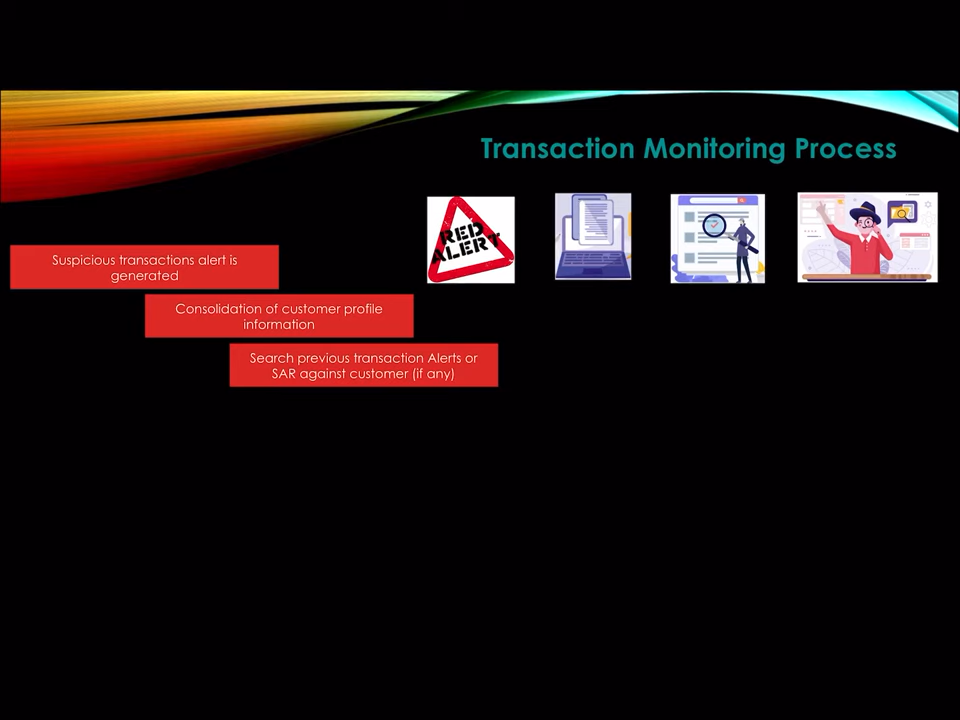 Transaction Monitoring Process
RED
ALERT
Suspicious transactions alert is
generated
Consolidation of customer profile
information
Search previous transaction Alerts or
SAR against customer (if any)